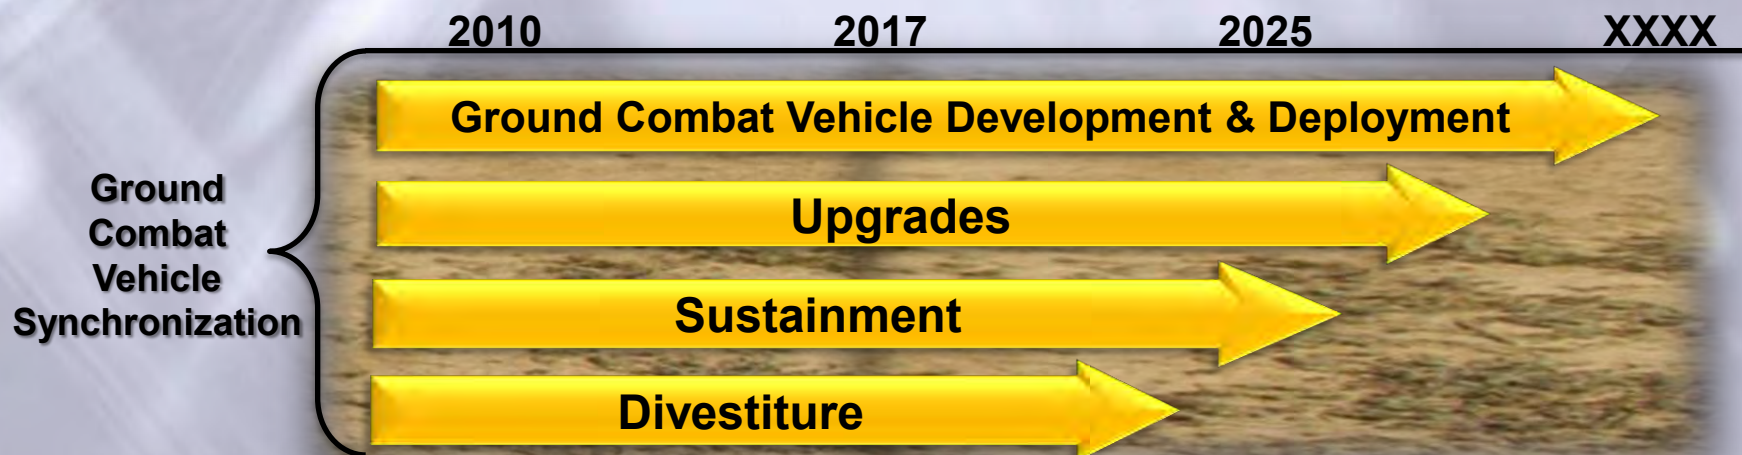 2010 2017 2025 XXXX
Ground Combat Vehicle Development & Deployment
Ground
Combat
Vehicle
Synchronization
Upgrades
Sustainment
Divestiture